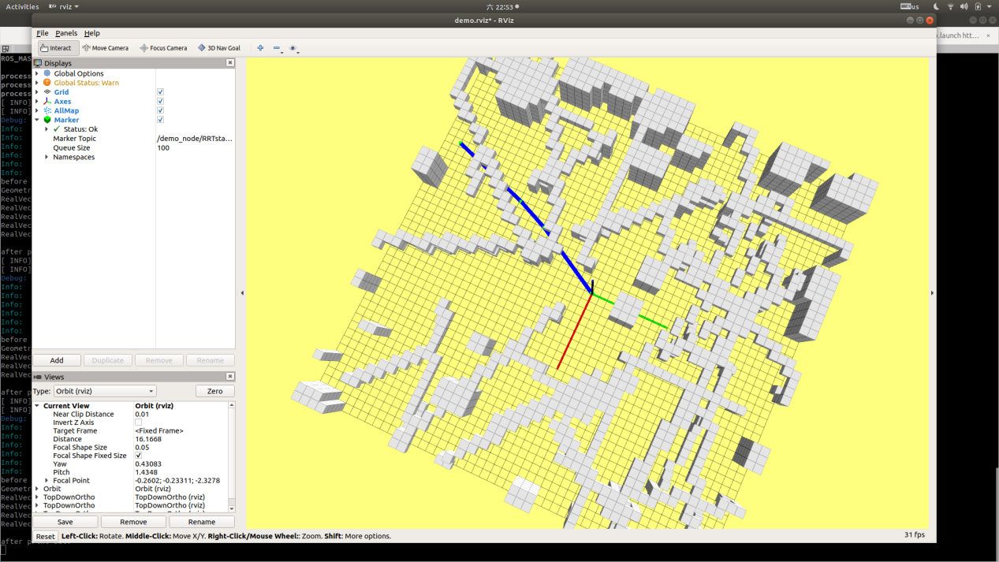 Activities rviz 六 22:53 us
demo.rviz* - RViz
.launch htt... ×
File Panels Help
Interact Move Camera Focus Camera 3D Nav Goal
ROS_MAS
process
process
process
[ INFO]
[ INFO]
Debug:
Info:
Info:
Info:
Info:
Info:
Info:
before
Geometr
RealVec
RealVec
RealVec
RealVec
after p
[ INFO]
[ INFO]
Debug:
Info:
Info:
Info:
Info:
Info:
Info:
before
Geometr
RealVec
RealVec
RealVec
after p
[ INFO]
[ INFO]
Debug:
Info:
Info:
Info:
Info:
Info:
Info:
before
Geometr
RealVec
RealVec
RealVec
RealVec
after p
Displays
Global Options
Global Status: Warn
Grid
Axes
AllMap
Marker
Status: Ok
Marker Topic /demo_node/RRTsta...
Queue Size 100
Namespaces
Add Duplicate Remove Rename
Views
Type: Orbit (rviz) Zero
Current View Orbit (rviz)
Near Clip Distance 0.01
Invert Z Axis
Target Frame <Fixed Frame>
Distance 16.1668
Focal Shape Size 0.05
Focal Shape Fixed Size
Yaw 0.43083
Pitch 1.4348
Focal Point -0.2602; -0.23311; -2.3278
Orbit Orbit (rviz)
TopDownOrtho TopDownOrtho (rviz)
TopDownOrtho TopDownOrtho (rviz)
Save Remove Rename
Reset Left-Click: Rotate. Middle-Click: Move X/Y. Right-Click/Mouse Wheel:: Zoom. Shift: More options. 31 fps